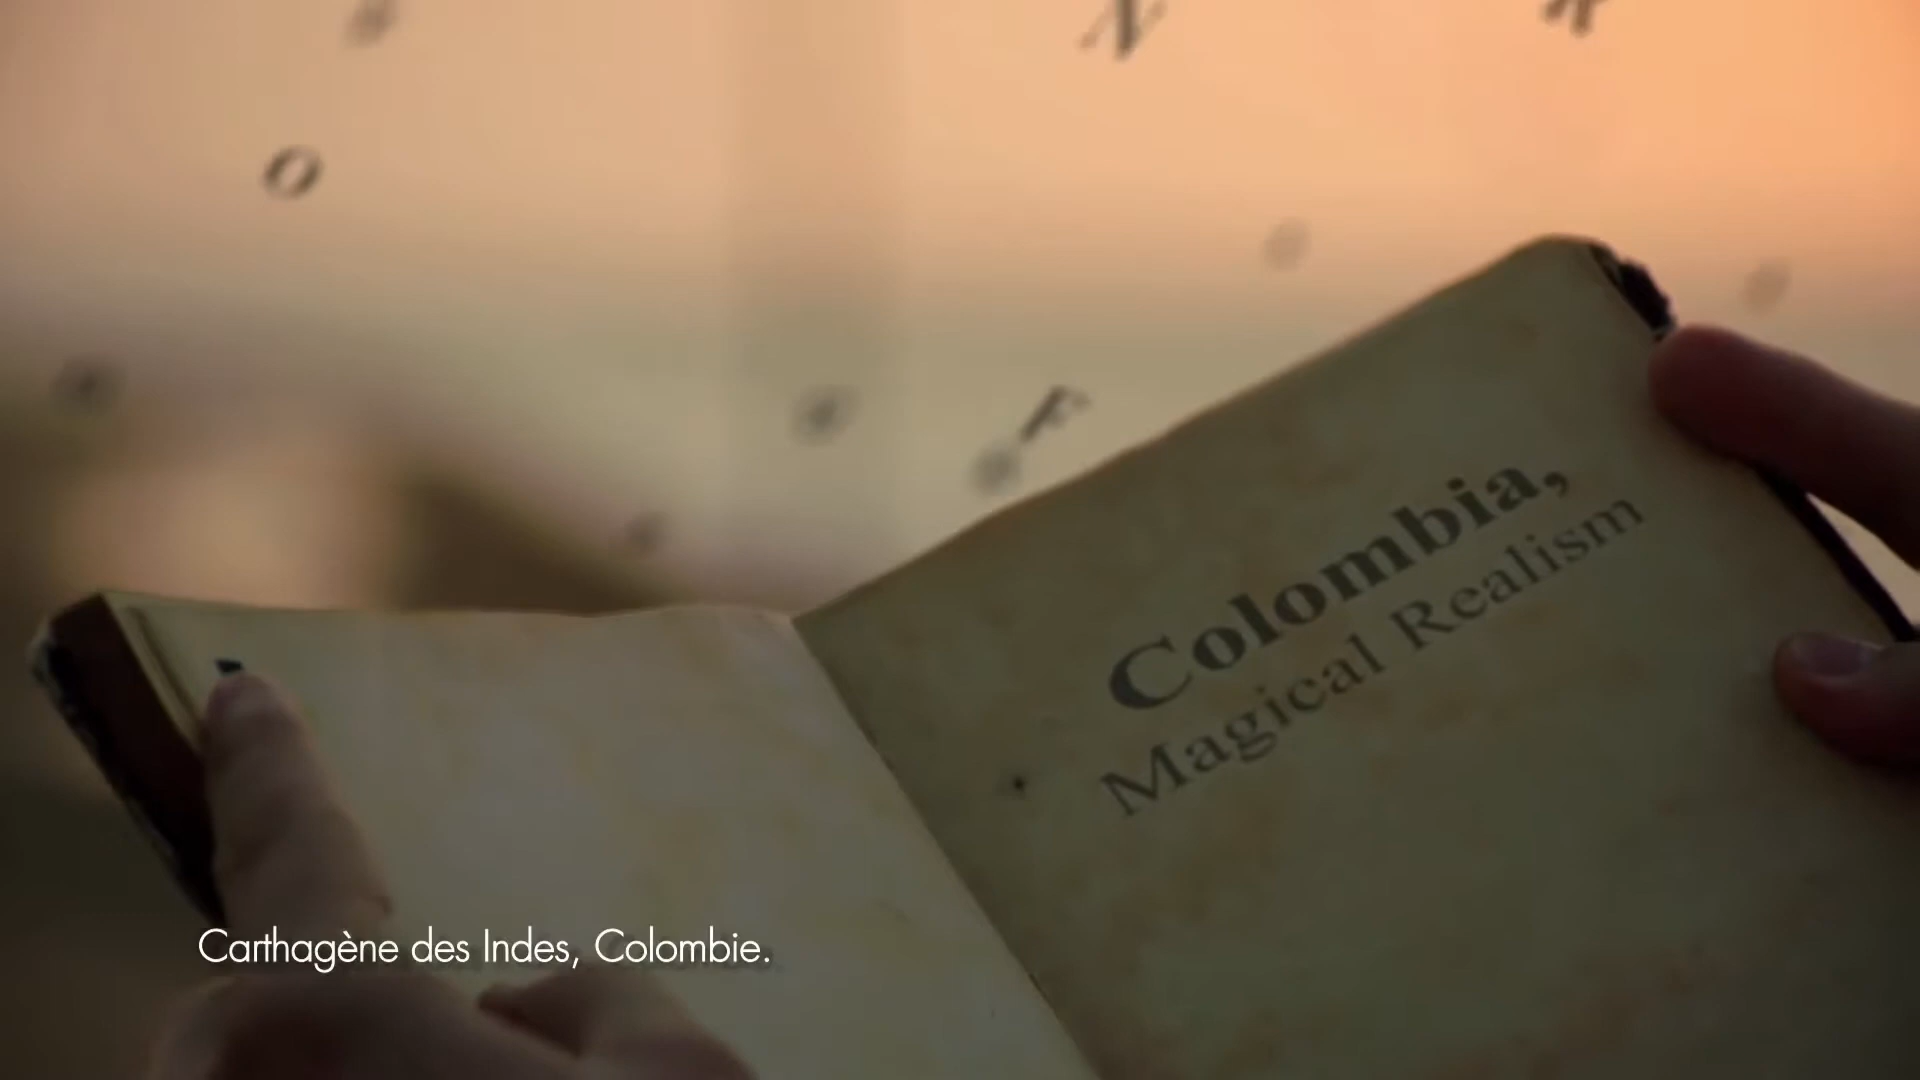 N
O
F
Colombia,
Magical Realism
Carthagène des Indes, Colombie.